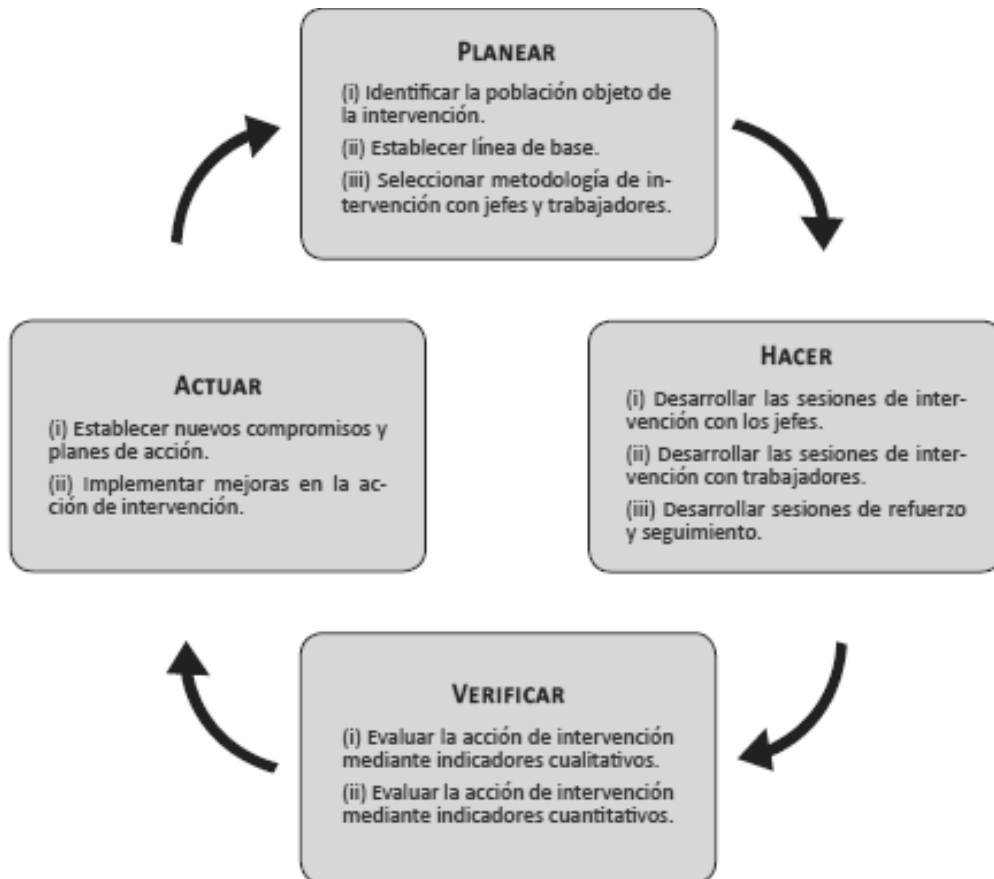 PLANEAR
(i) Identificar la población objeto de
la intervención.
(ii) Establecer línea de base.
(iii) Seleccionar metodología de in-
tervención con jefes y trabajadores.
HACER
(i) Desarrollar las sesiones de inter-
vención con los jefes.
(ii) Desarrollar las sesiones de inter-
vención con trabajadores.
(iii) Desarrollar sesiones de refuerzo
y seguimiento.
VERIFICAR
(i) Evaluar la acción de intervención
mediante indicadores cualitativos.
(ii) Evaluar la acción de intervención
mediante indicadores cuantitativos.
ACTUAR
(i) Establecer nuevos compromisos y
planes de acción.
(ii) Implementar mejoras en la ac-
ción de intervención.